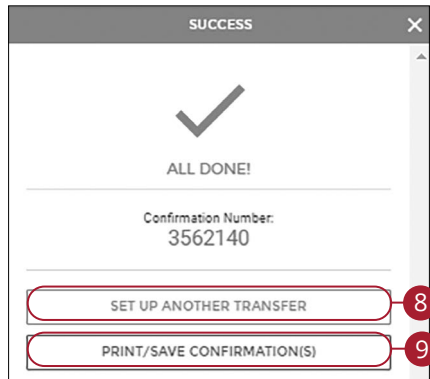 SUCCESS
ALL DONE!
Confirmation Number:
3562140
SET UP ANOTHER TRANSFER
8
PRINT/SAVE CONFIRMATION(S)
9